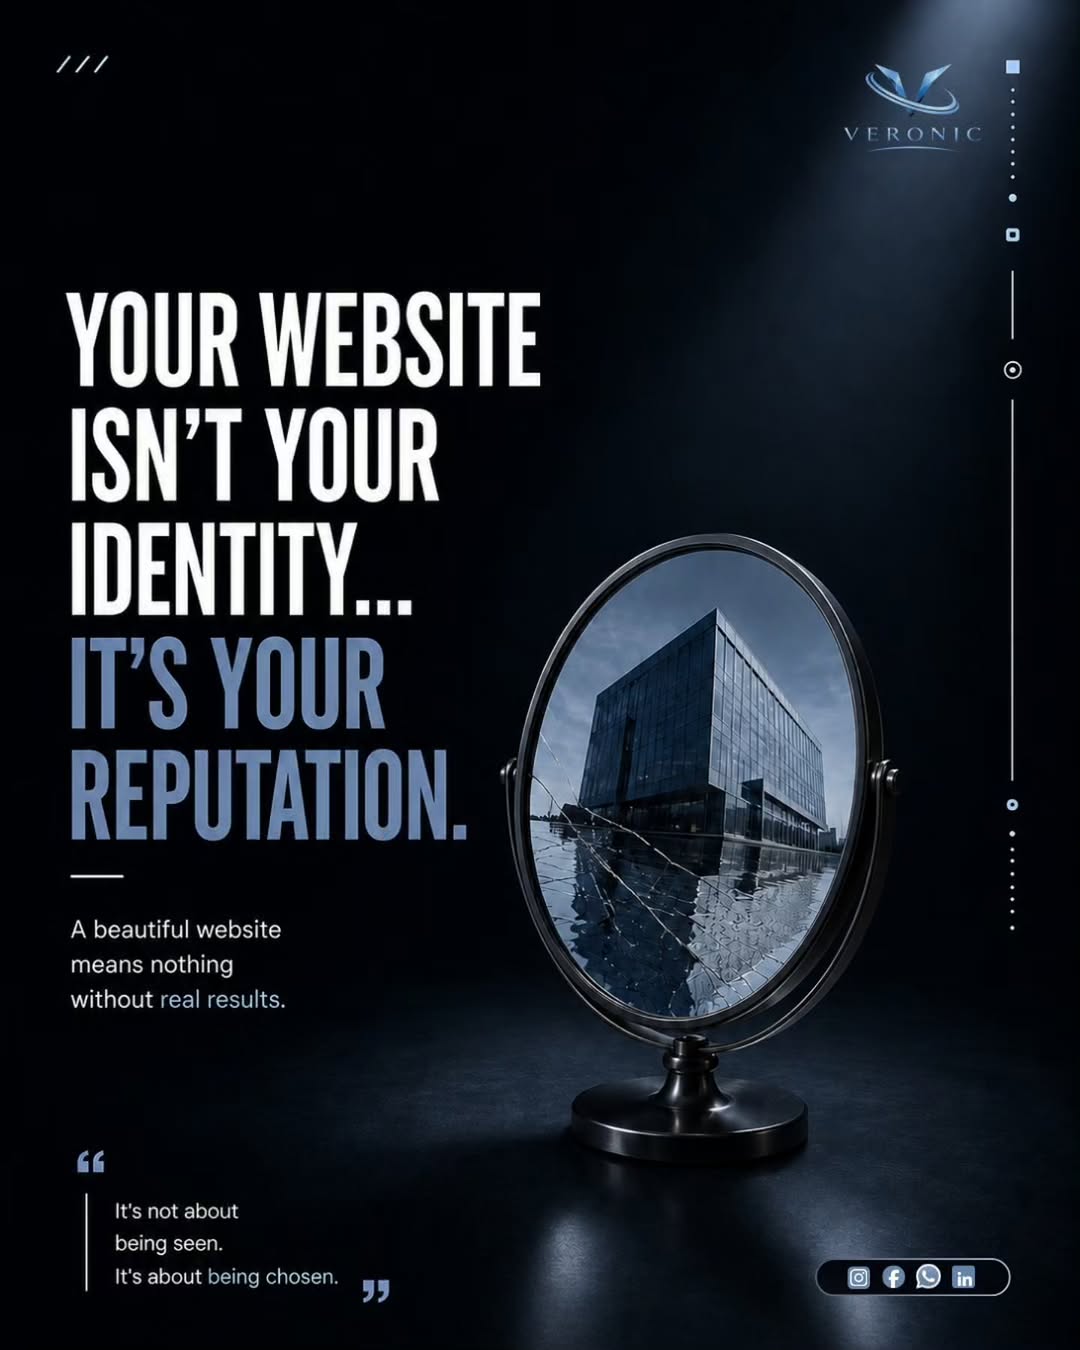 ///
VERONIC
YOUR WEBSITE
ISN'T YOUR
IDENTITY...
IT'S YOUR
REPUTATION.
A beautiful website
means nothing
without real results.
“
It's not about
being seen.
It's about being chosen.
”